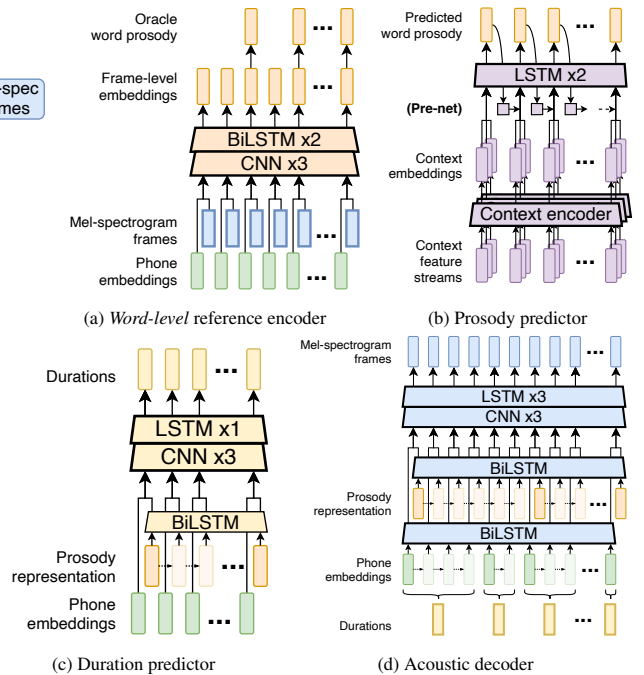 -spec
mes
Oracle
word prosody
Frame-level
embeddings
BiLSTM x2
CNN x3
Mel-spectrogram
frames
Phone
embeddings
(a) Word-level reference encoder
Predicted
word prosody
LSTM x2
(Pre-net)
Context
embeddings
Context encoder
Context
feature
streams
(b) Prosody predictor
Durations
LSTM x1
CNN x3
BiLSTM
Prosody
representation
Phone
embeddings
(c) Duration predictor
Mel-spectrogram
frames
LSTM x3
CNN x3
BiLSTM
Prosody
representation
BiLSTM
Phone
embeddings
Durations
(d) Acoustic decoder